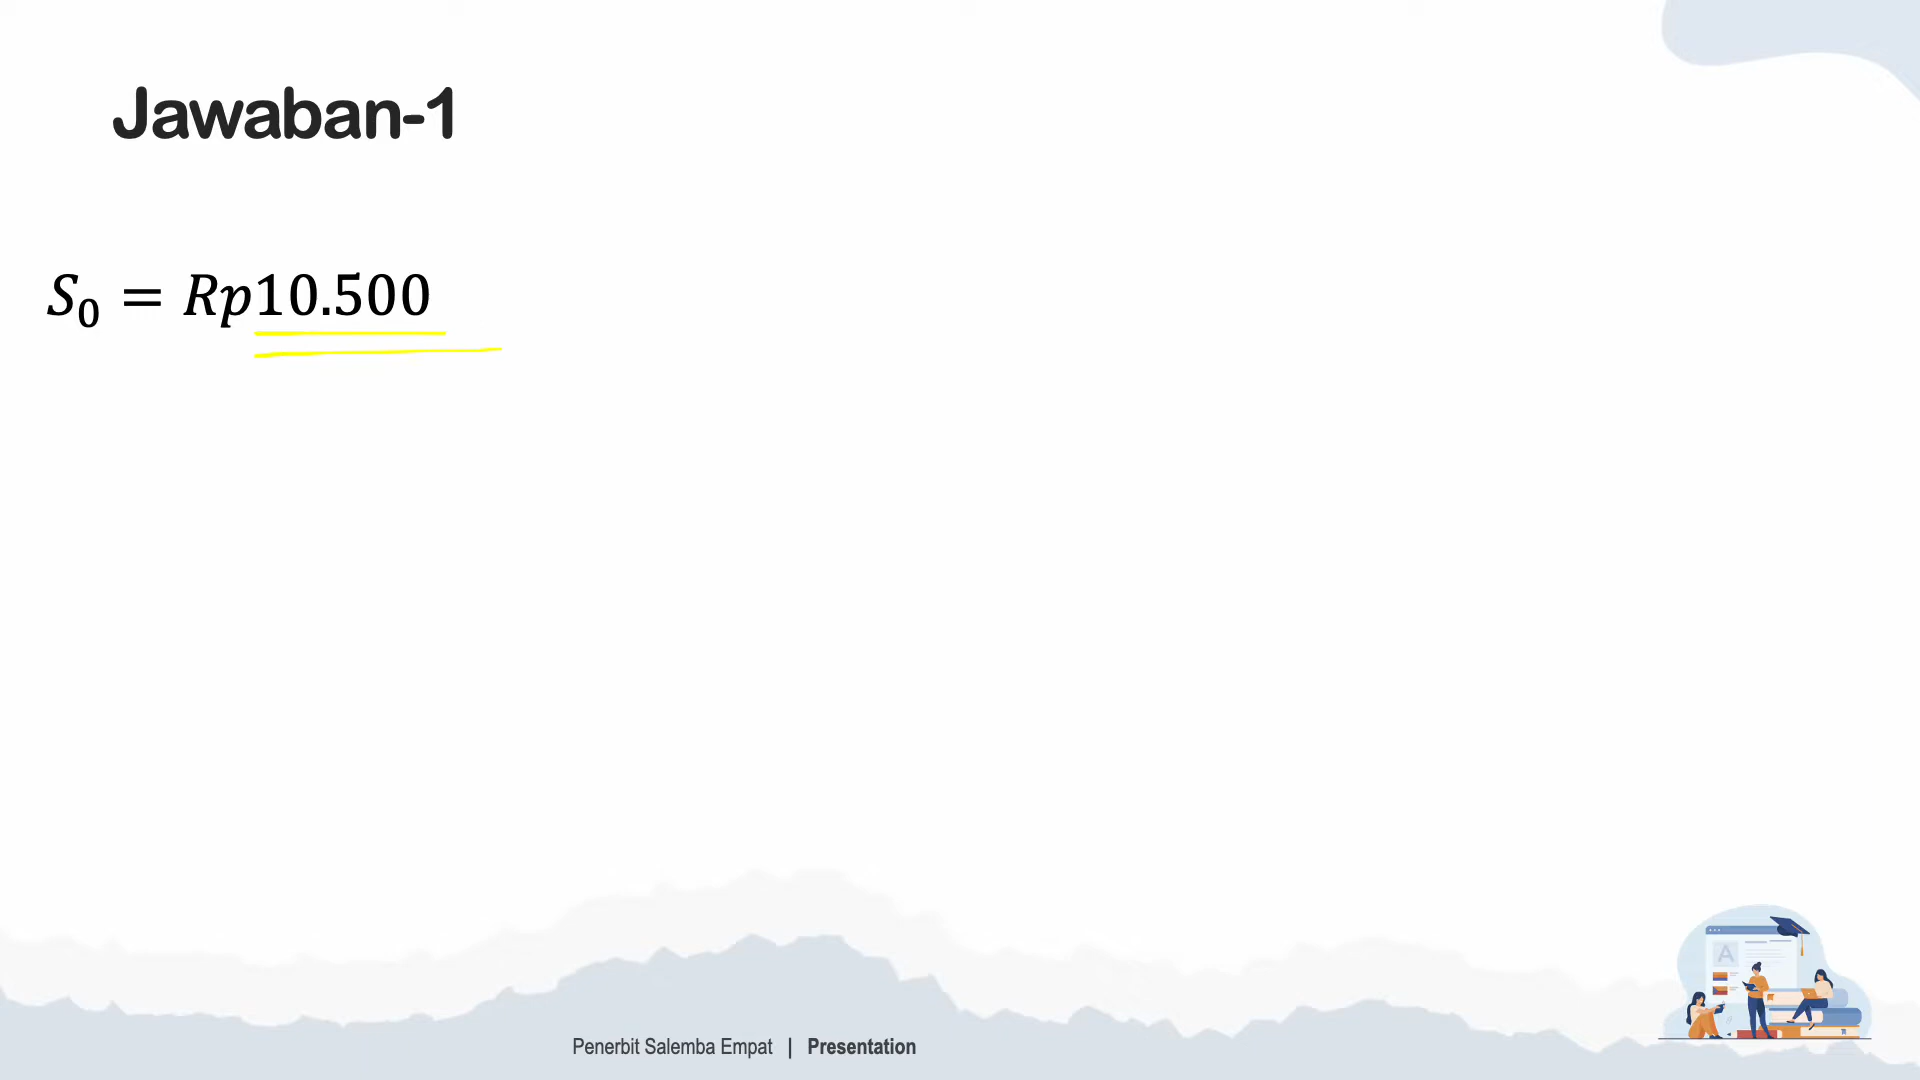 Jawaban-1
S₀ = Rp10.500
Penerbit Salemba Empat | Presentation
A